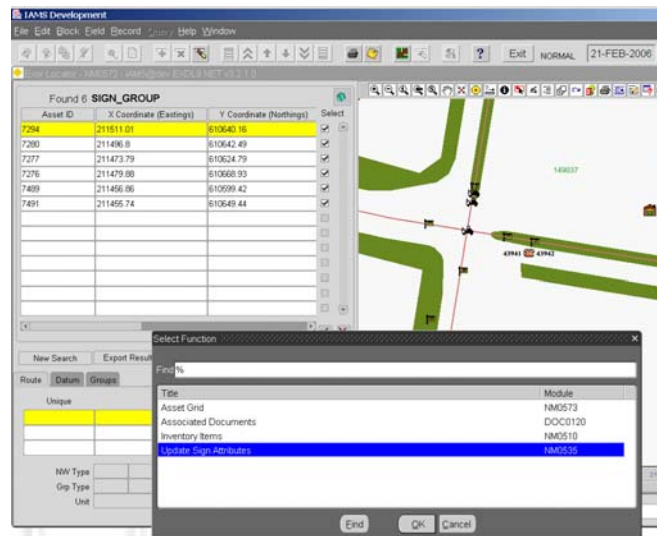 IAMS Development
File Edit Block Field Record Query Help Window
Exit NORMAL 21-FEB-2006
Found 6 SIGN_GROUP
Asset ID X Coordinate (Eastings) Y Coordinate (Northings) Select
7294 211511.01 610640.16
7280 211496.8 610642.49
7277 211473.79 610624.79
7276 211479.88 610668.93
7489 211456.86 610599.42
7491 211455.74 610649.44
149037
43941 43942
New Search Export Result
Route Datum Groups
Unique
NW Type
Grp Type
Unit
Select Function
Find %
Title Module
Asset Grid NM0573
Associated Documents DOC0120
Inventory Items NM0510
Update Sign Attributes NM0535
Find OK Cancel